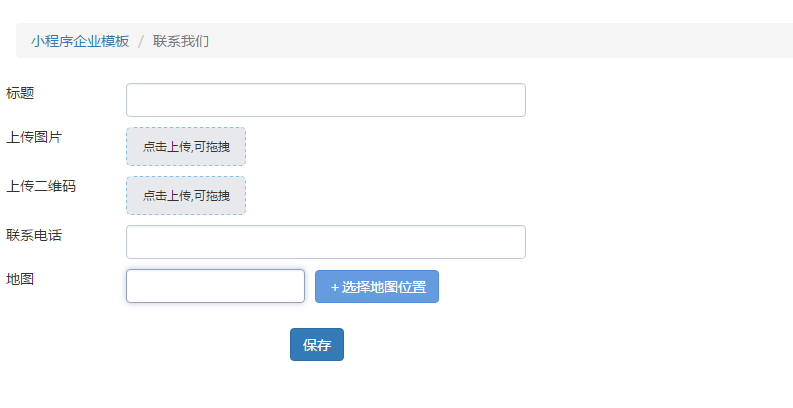 小程序企业模板 / 联系我们
标题
上传图片 点击上传,可拖拽
上传二维码 点击上传,可拖拽
联系电话
地图 +选择地图位置
保存